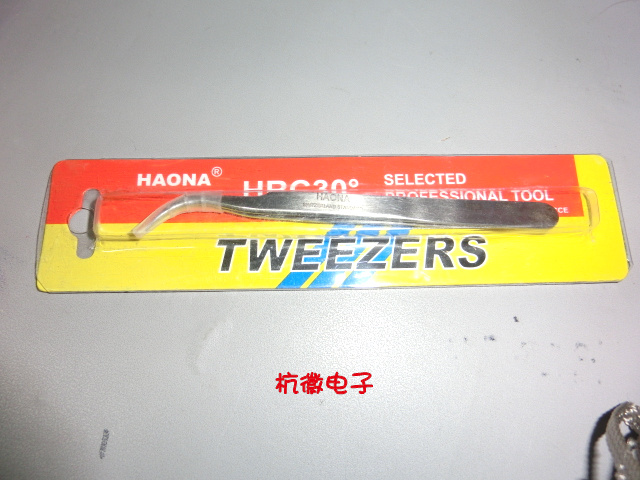 HAONA®
HRC30°
SELECTED
PROFESSIONAL TOOL
HAONA
TWEEZERS
杭徽电子